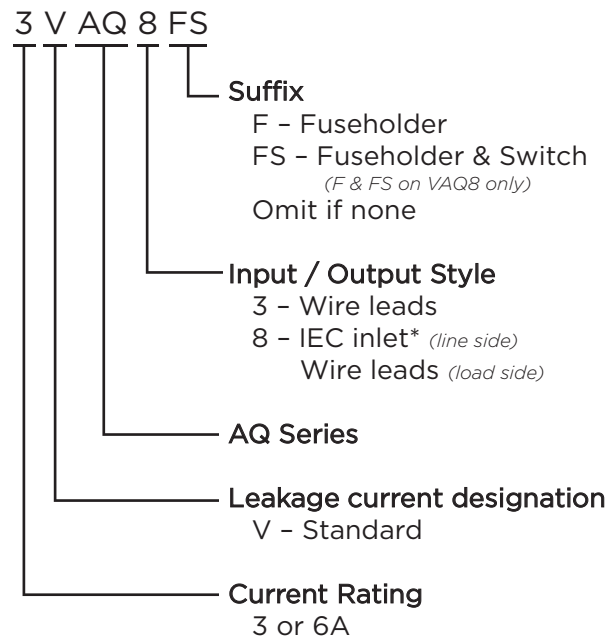 3 V AQ 8 FS
Suffix
F – Fuseholder
FS – Fuseholder & Switch
(F & FS on VAQ8 only)
Omit if none
Input / Output Style
3 – Wire leads
8 – IEC inlet* (line side)
Wire leads (load side)
AQ Series
Leakage current designation
V – Standard
Current Rating
3 or 6A